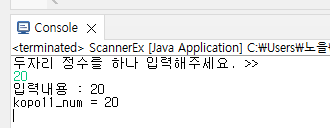 Console
<terminated> ScannerEx [Java Application] C:₩Users₩노을
두자리 정수를 하나 입력해주세요. >>
20
입력내용 : 20
kopo11_num = 20